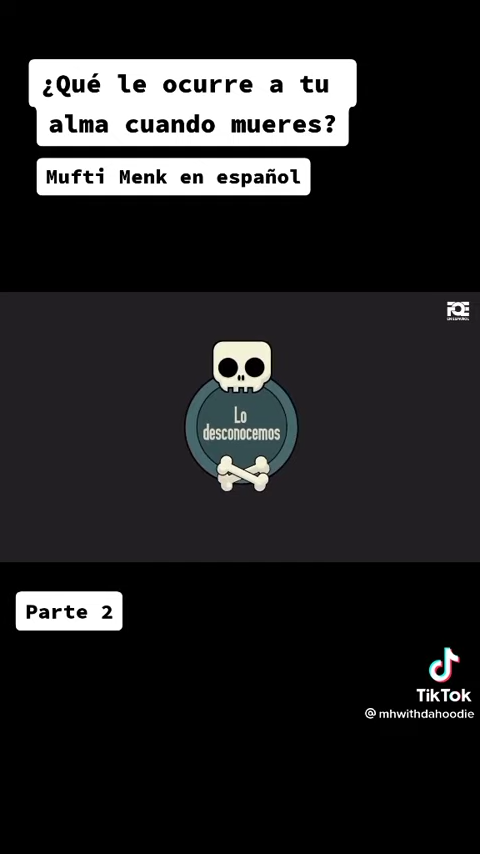 ¿Qué le ocurre a tu
alma cuando mueres?
Mufti Menk en español
Lo
desconocemos
Parte 2
TikTok
@mhwithdahoodie